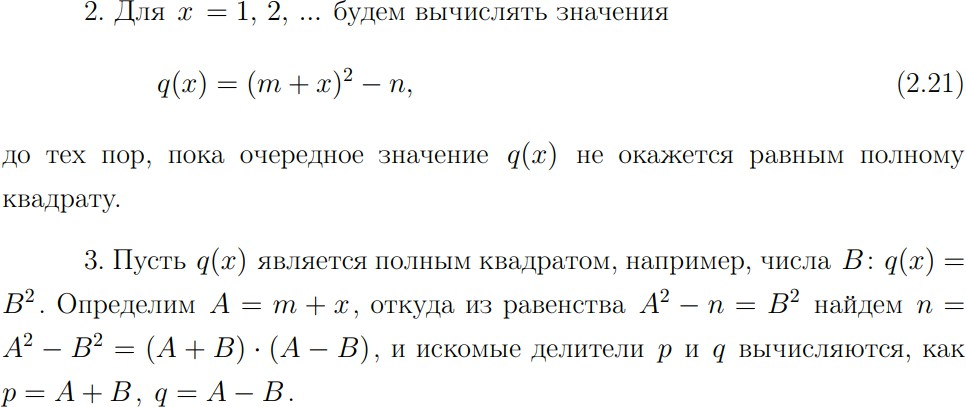 2. Для x = 1, 2, ... будем вычислять значения
q(x) = (m + x)² − n, (2.21)
до тех пор, пока очередное значение q(x) не окажется равным полному
квадрату.
3. Пусть q(x) является полным квадратом, например, числа B: q(x) =
B². Определим A = m + x, откуда из равенства A² − n = B² найдем n =
A² − B² = (A + B) · (A − B), и искомые делители p и q вычисляются, как
p = A + B, q = A − B.